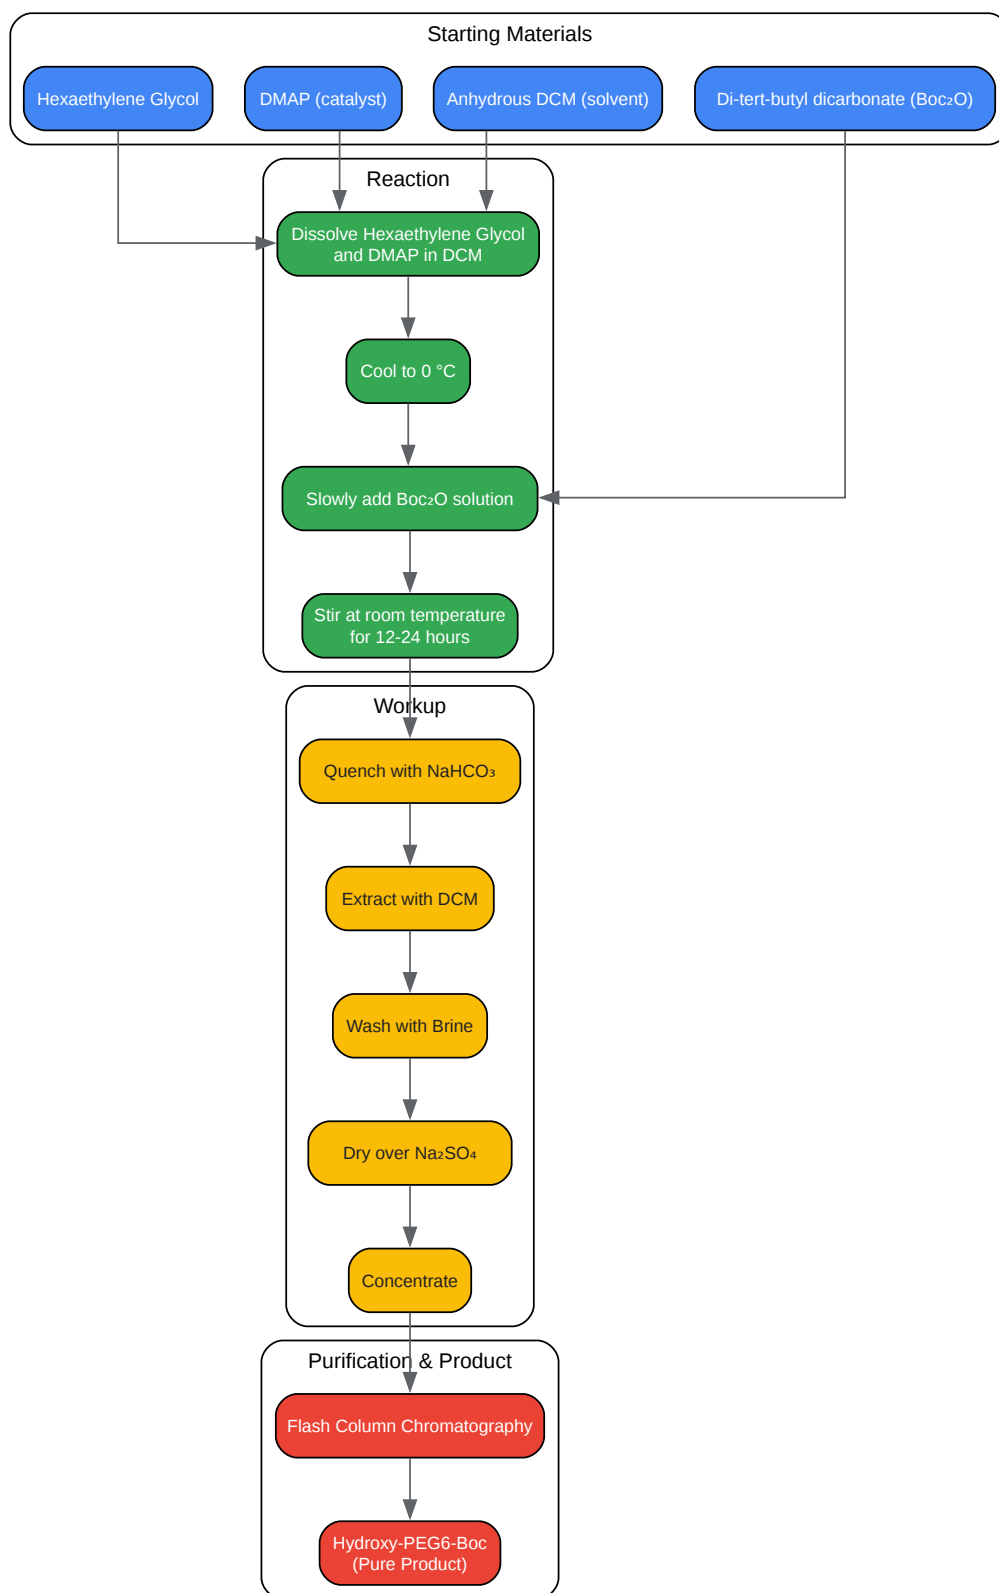 Starting Materials
Hexaethylene Glycol
DMAP (catalyst)
Anhydrous DCM (solvent)
Di-tert-butyl dicarbonate (Boc₂O)
Reaction
Dissolve Hexaethylene Glycol
and DMAP in DCM
Cool to 0 °C
Slowly add Boc₂O solution
Stir at room temperature
for 12-24 hours
Workup
Quench with NaHCO₃
Extract with DCM
Wash with Brine
Dry over Na₂SO₄
Concentrate
Purification & Product
Flash Column Chromatography
Hydroxy-PEG6-Boc
(Pure Product)